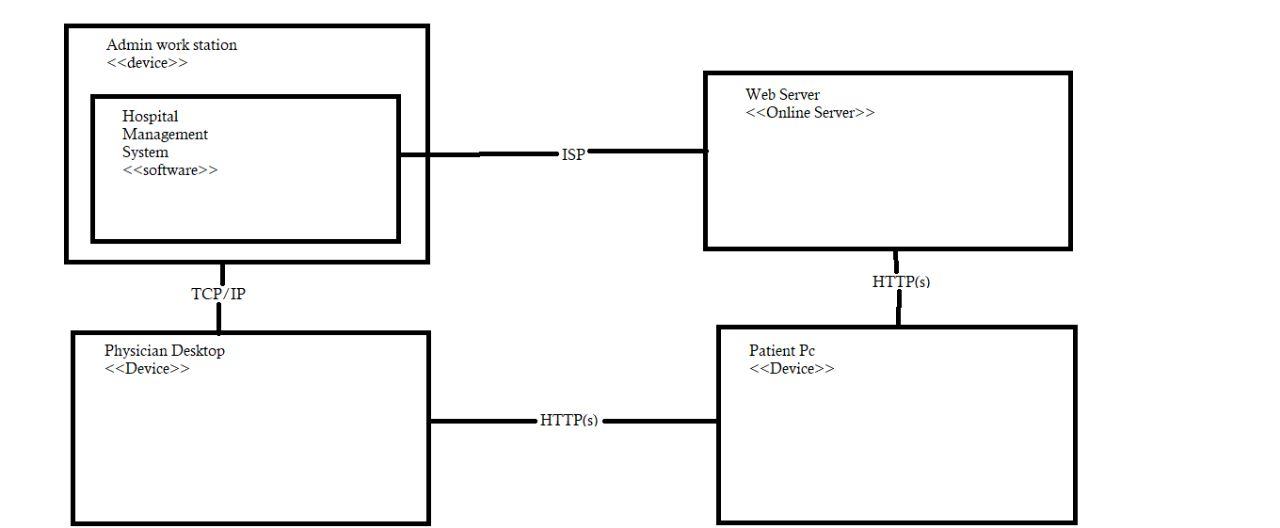 Admin work station
<<device>>
Hospital
Management
System
<<software>>
ISP
Web Server
<<Online Server>>
TCP/IP
HTTP(s)
Physician Desktop
<<Device>>
HTTP(s)
Patient Pc
<<Device>>